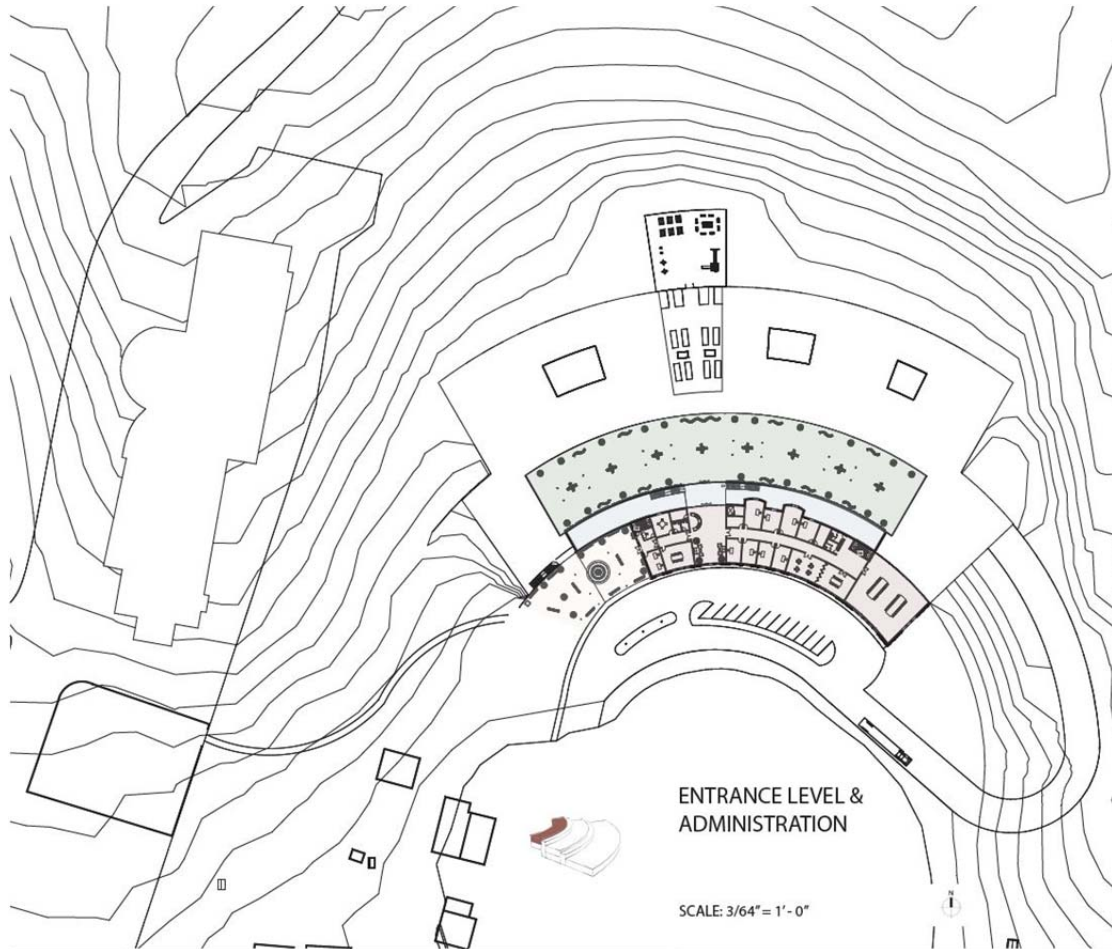 ENTRANCE LEVEL &
ADMINISTRATION
SCALE: 3/64" = 1' - 0"
N